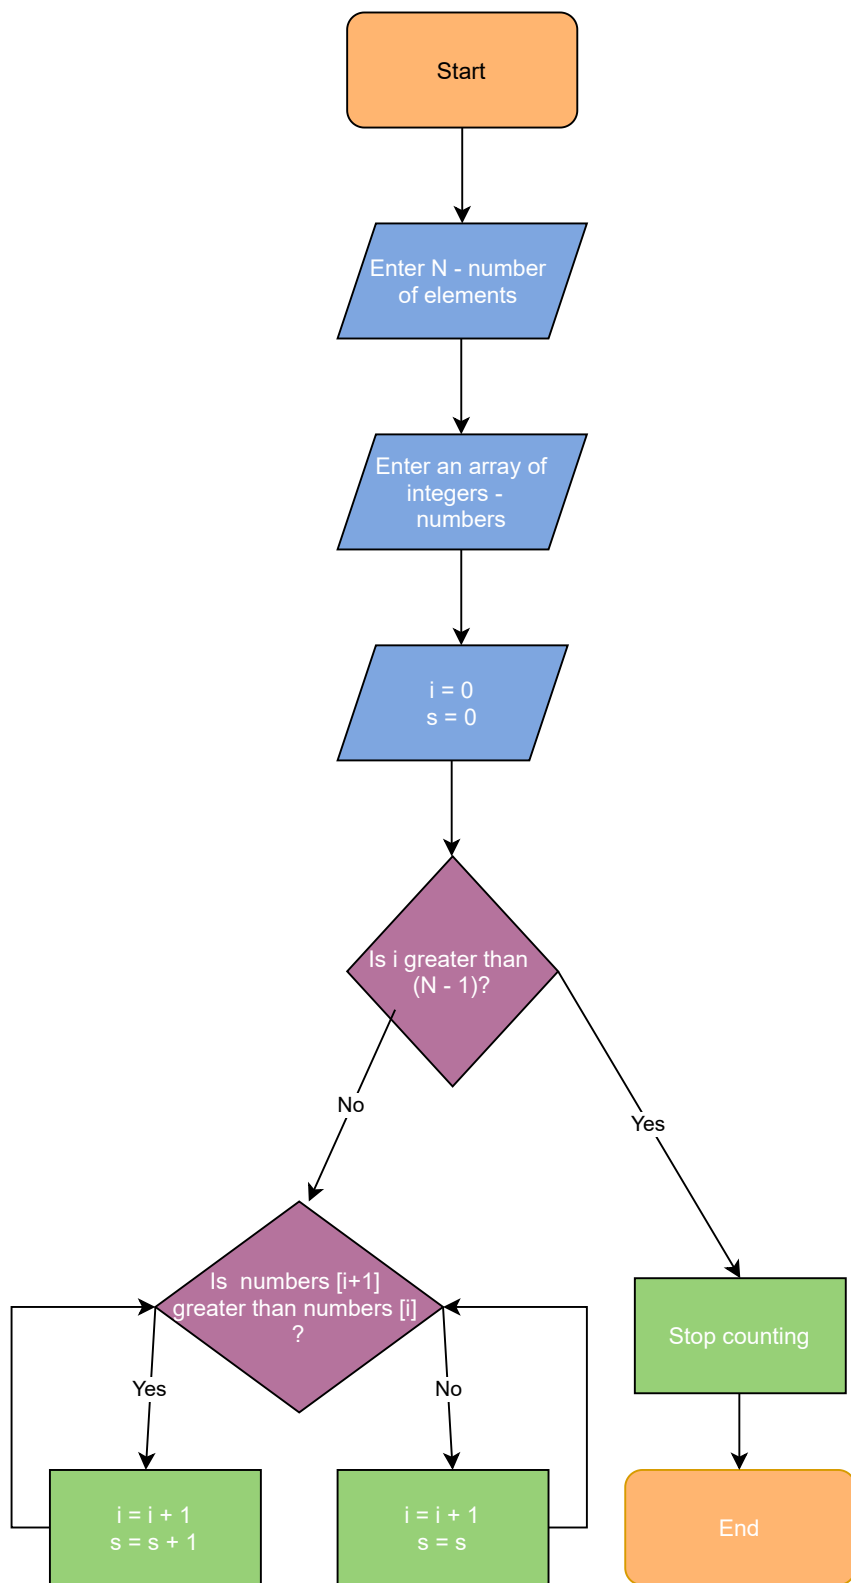 Start
Enter N - number
of elements
Enter an array of
integers -
numbers
i = 0
s = 0
Is i greater than
(N - 1)?
No
Yes
Is numbers [i+1]
greater than numbers [i]
?
Stop counting
Yes
No
i = i + 1
s = s + 1
i = i + 1
s = s
End